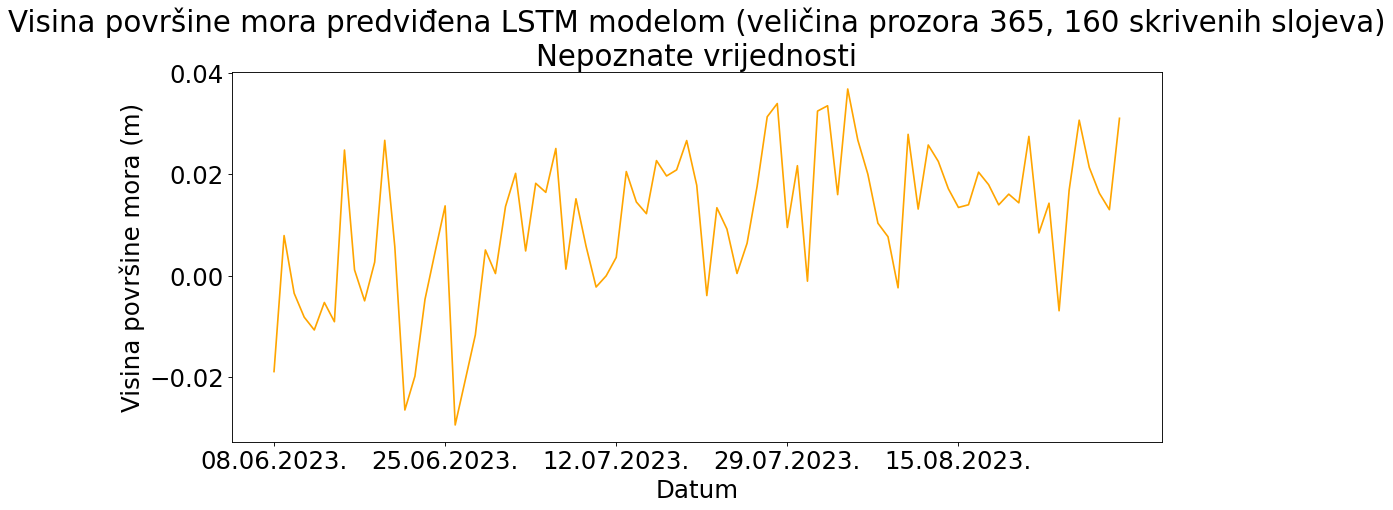 Visina površine mora predviđena LSTM modelom (veličina prozora 365, 160 skrivenih slojeva)
Nepoznate vrijednosti
Visina površine mora (m)
0.04
0.02
0.00
−0.02
08.06.2023. 25.06.2023. 12.07.2023. 29.07.2023. 15.08.2023.
Datum